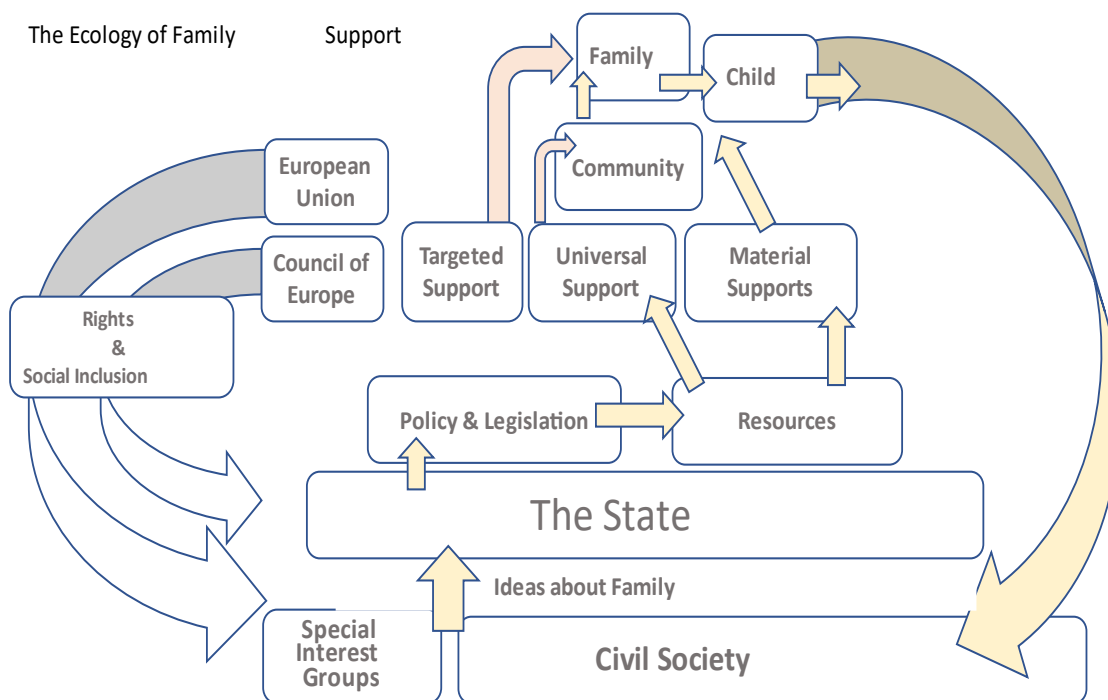 The Ecology of Family Support
Family
Child
European
Union
Community
Council of
Europe
Targeted
Support
Universal
Support
Material
Supports
Rights
&
Social Inclusion
Policy & Legislation
Resources
The State
Ideas about Family
Special
Interest
Groups
Civil Society